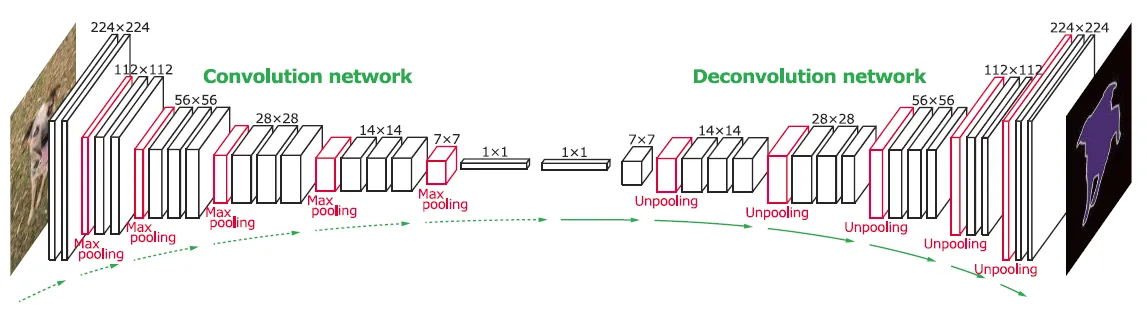 224×224
112×112
56×56
28×28
14×14
7×7
1×1
1×1
7×7
14×14
28×28
56×56
112×112
224×224
Convolution network
Deconvolution network
Max
pooling
Max
pooling
Max
pooling
Max
pooling
Max
pooling
Unpooling
Unpooling
Unpooling
Unpooling
Unpooling